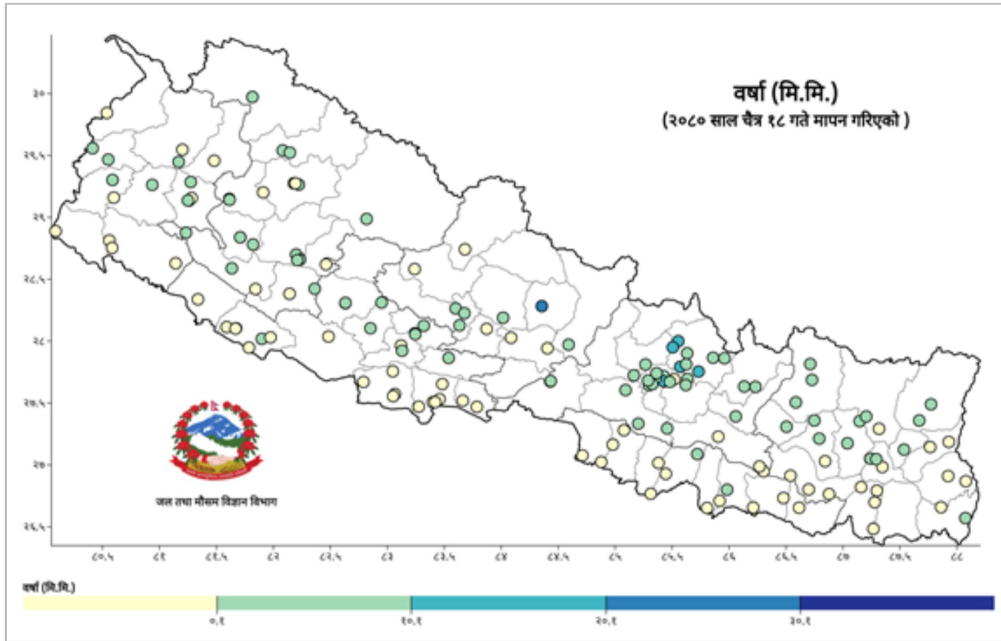 वर्षा (मि.मि.)
(२०८० साल चैत्र १८ गते मापन गरिएको )
३०
२९.५
२९
२८.५
२८
२७.५
२७
२६.५
जल तथा मौसम विज्ञान विभाग
८०.५ ८१ ८१.५ ८२ ८२.५ ८३ ८३.५ ८४ ८४.५ ८५ ८५.५ ८६ ८६.५ ८७ ८७.५ ८८
वर्षा (मि.मि.)
०.१ १०.१ २०.१ ३०.१